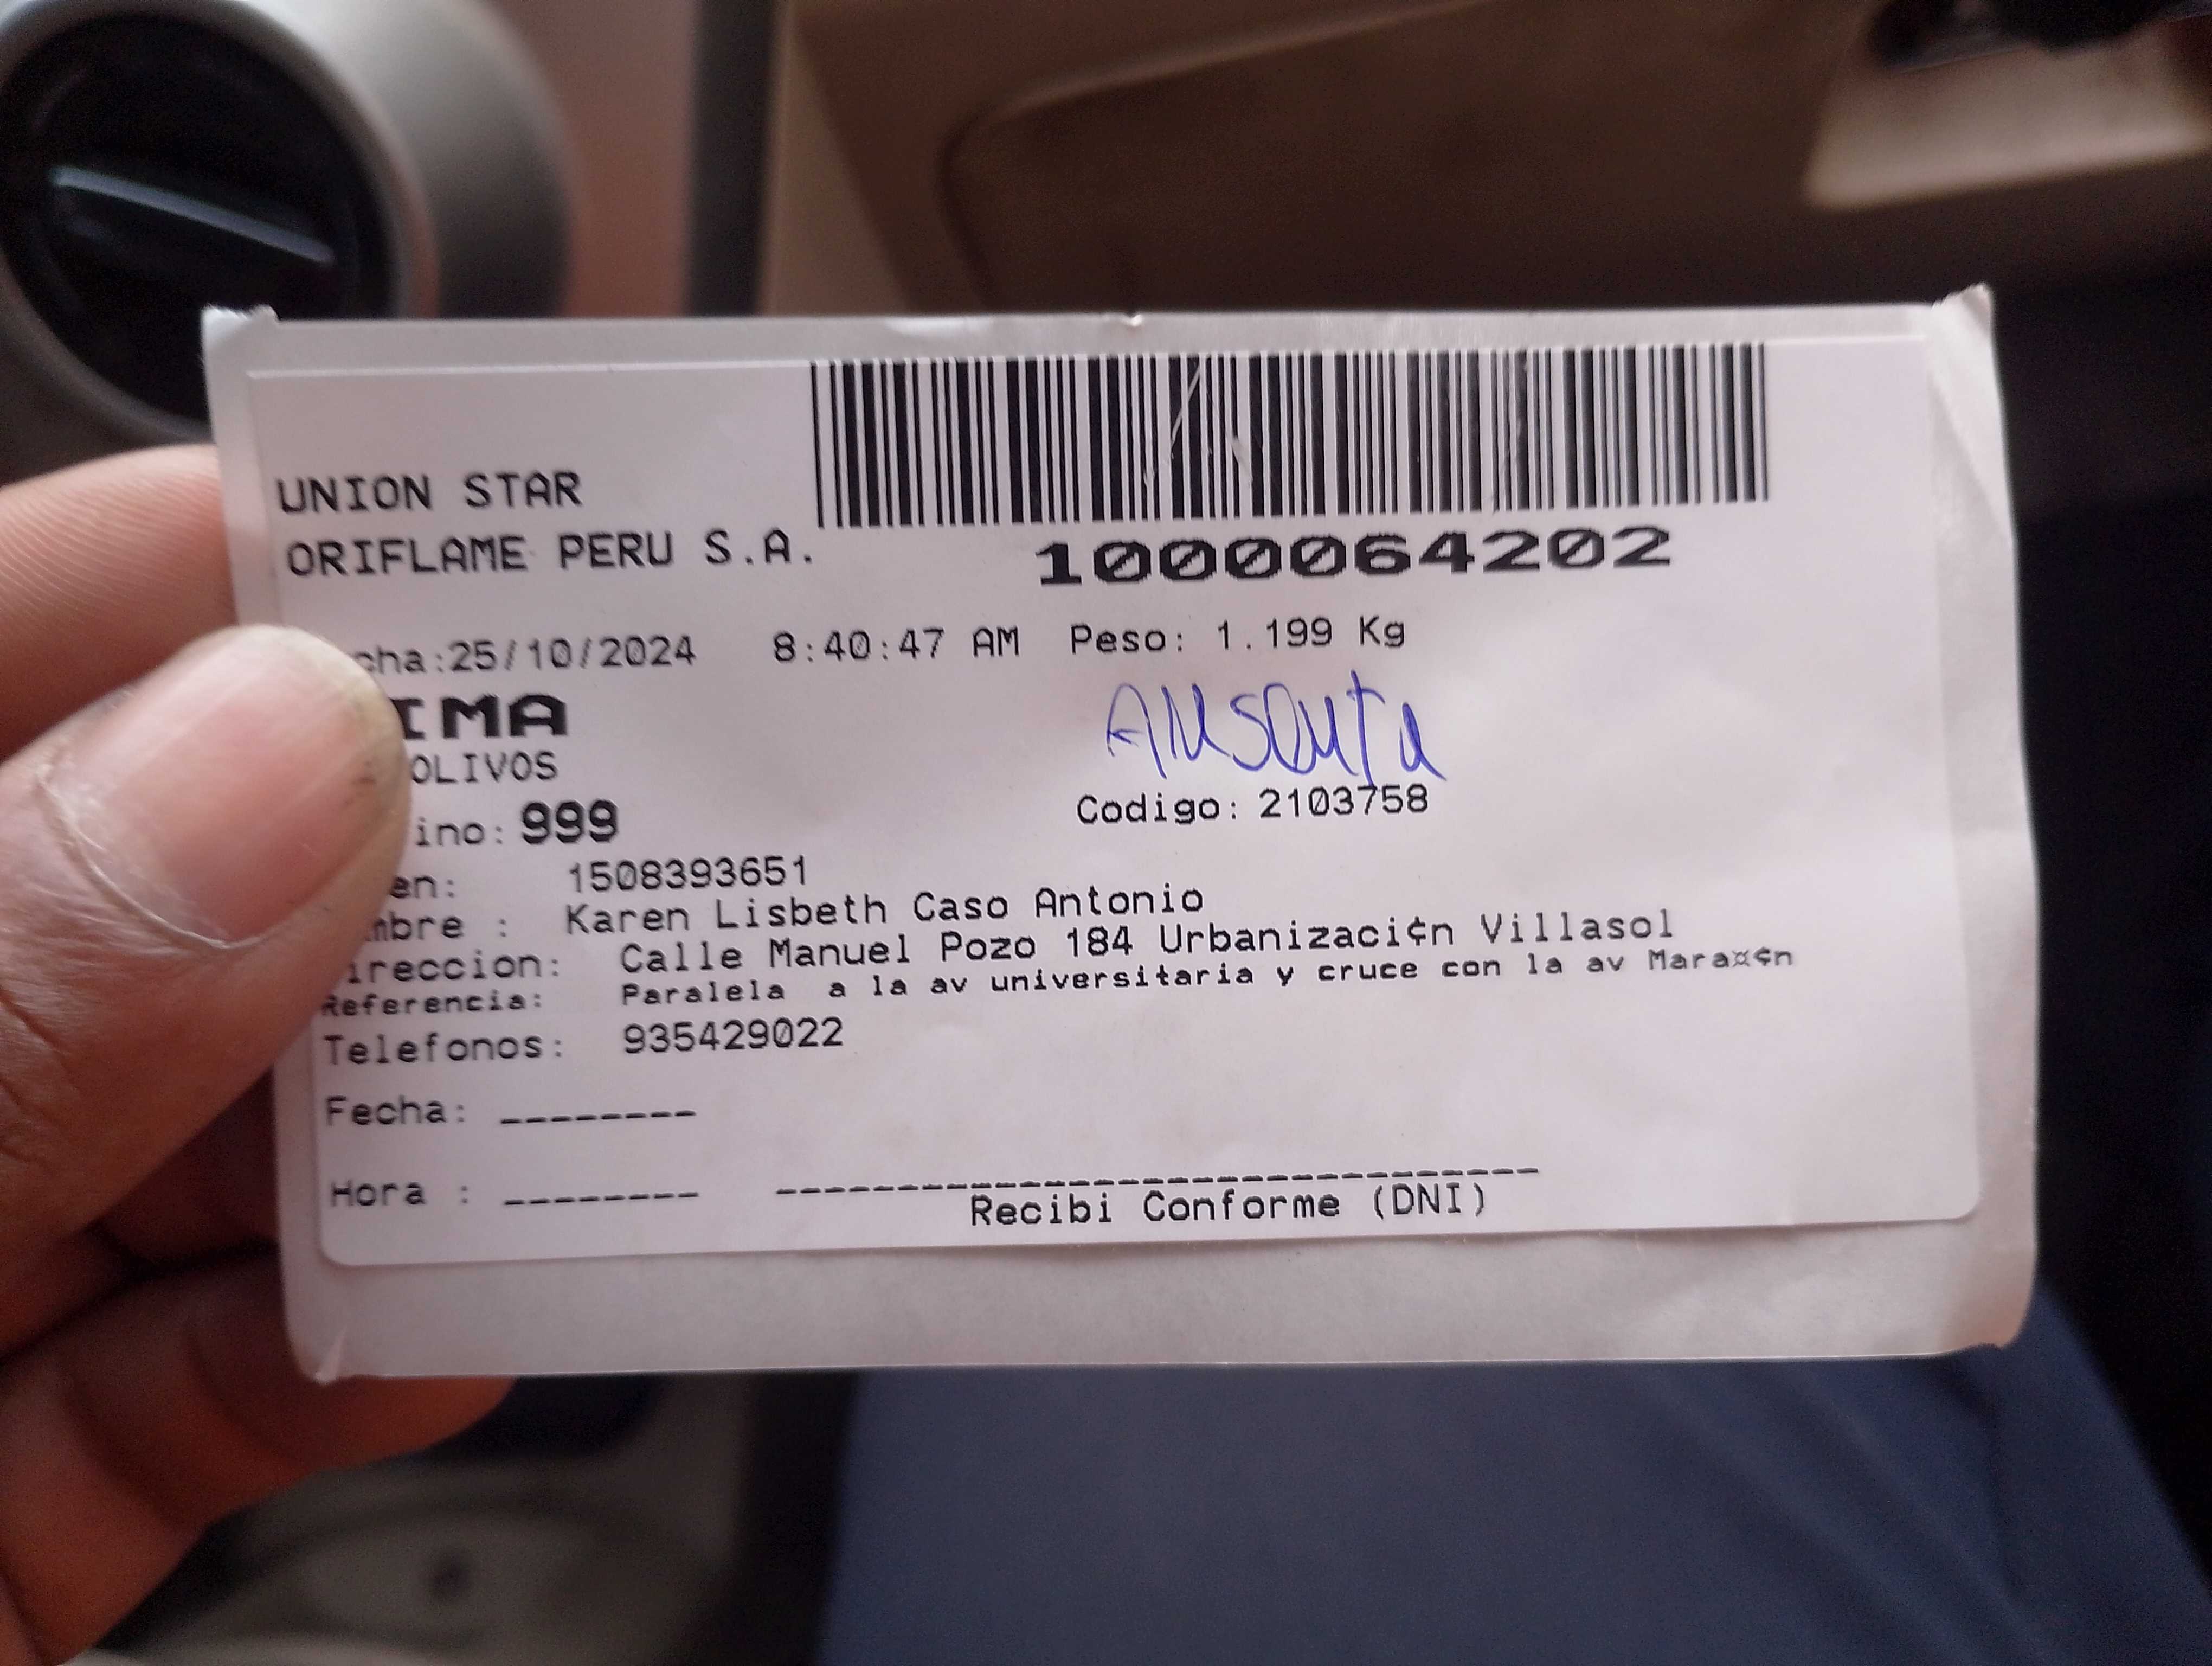 UNION STAR
ORIFLAME PERU S.A.
1000064202
cha:25/10/2024 8:40:47 AM Peso: 1.199 Kg
IMA
OLIVOS
ino: 999
Codigo: 2103758
en: 1508393651
mbre : Karen Lisbeth Caso Antonio
ireccion: Calle Manuel Pozo 184 Urbanizaci¢n Villasol
Referencia: Paralela a la av universitaria y cruce con la av Mara¤¢n
Telefonos: 935429022
Fecha: --------
Hora : --------
Recibi Conforme (DNI)